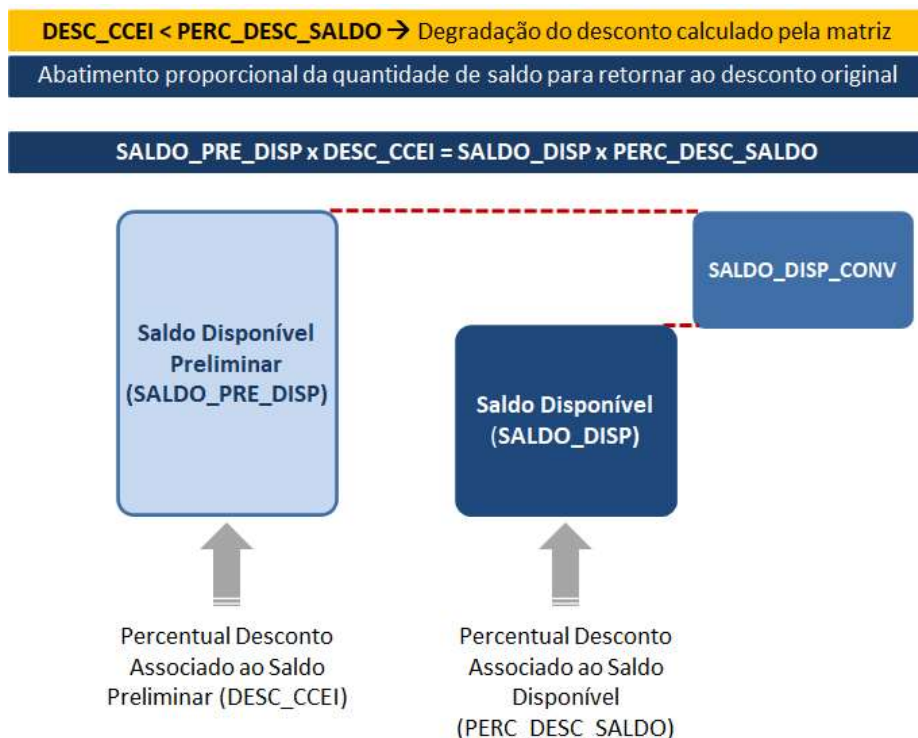 DESC_CCEI < PERC_DESC_SALDO → Degradação do desconto calculado pela matriz
Abatimento proporcional da quantidade de saldo para retornar ao desconto original
SALDO_PRE_DISP x DESC_CCEI = SALDO_DISP x PERC_DESC_SALDO
SALDO_DISP_CONV
Saldo Disponível
Preliminar
(SALDO_PRE_DISP)
Saldo Disponível
(SALDO_DISP)
Percentual Desconto
Associado ao Saldo
Preliminar (DESC_CCEI)
Percentual Desconto
Associado ao Saldo
Disponível
(PERC_DESC_SALDO)